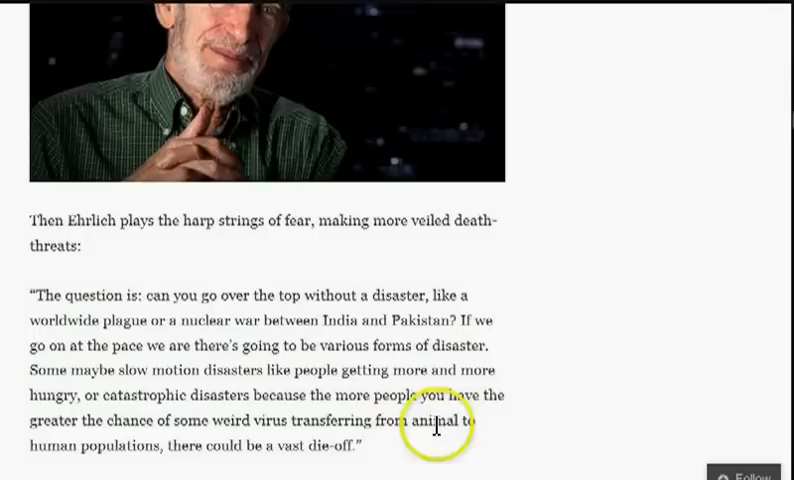 Then Ehrlich plays the harp strings of fear, making more veiled death-
threats:
“The question is: can you go over the top without a disaster, like a
worldwide plague or a nuclear war between India and Pakistan? If we
go on at the pace we are there's going to be various forms of disaster.
Some maybe slow motion disasters like people getting more and more
hungry, or catastrophic disasters because the more people you have the
greater the chance of some weird virus transferring from animal to
human populations, there could be a vast die-off.”
Follow